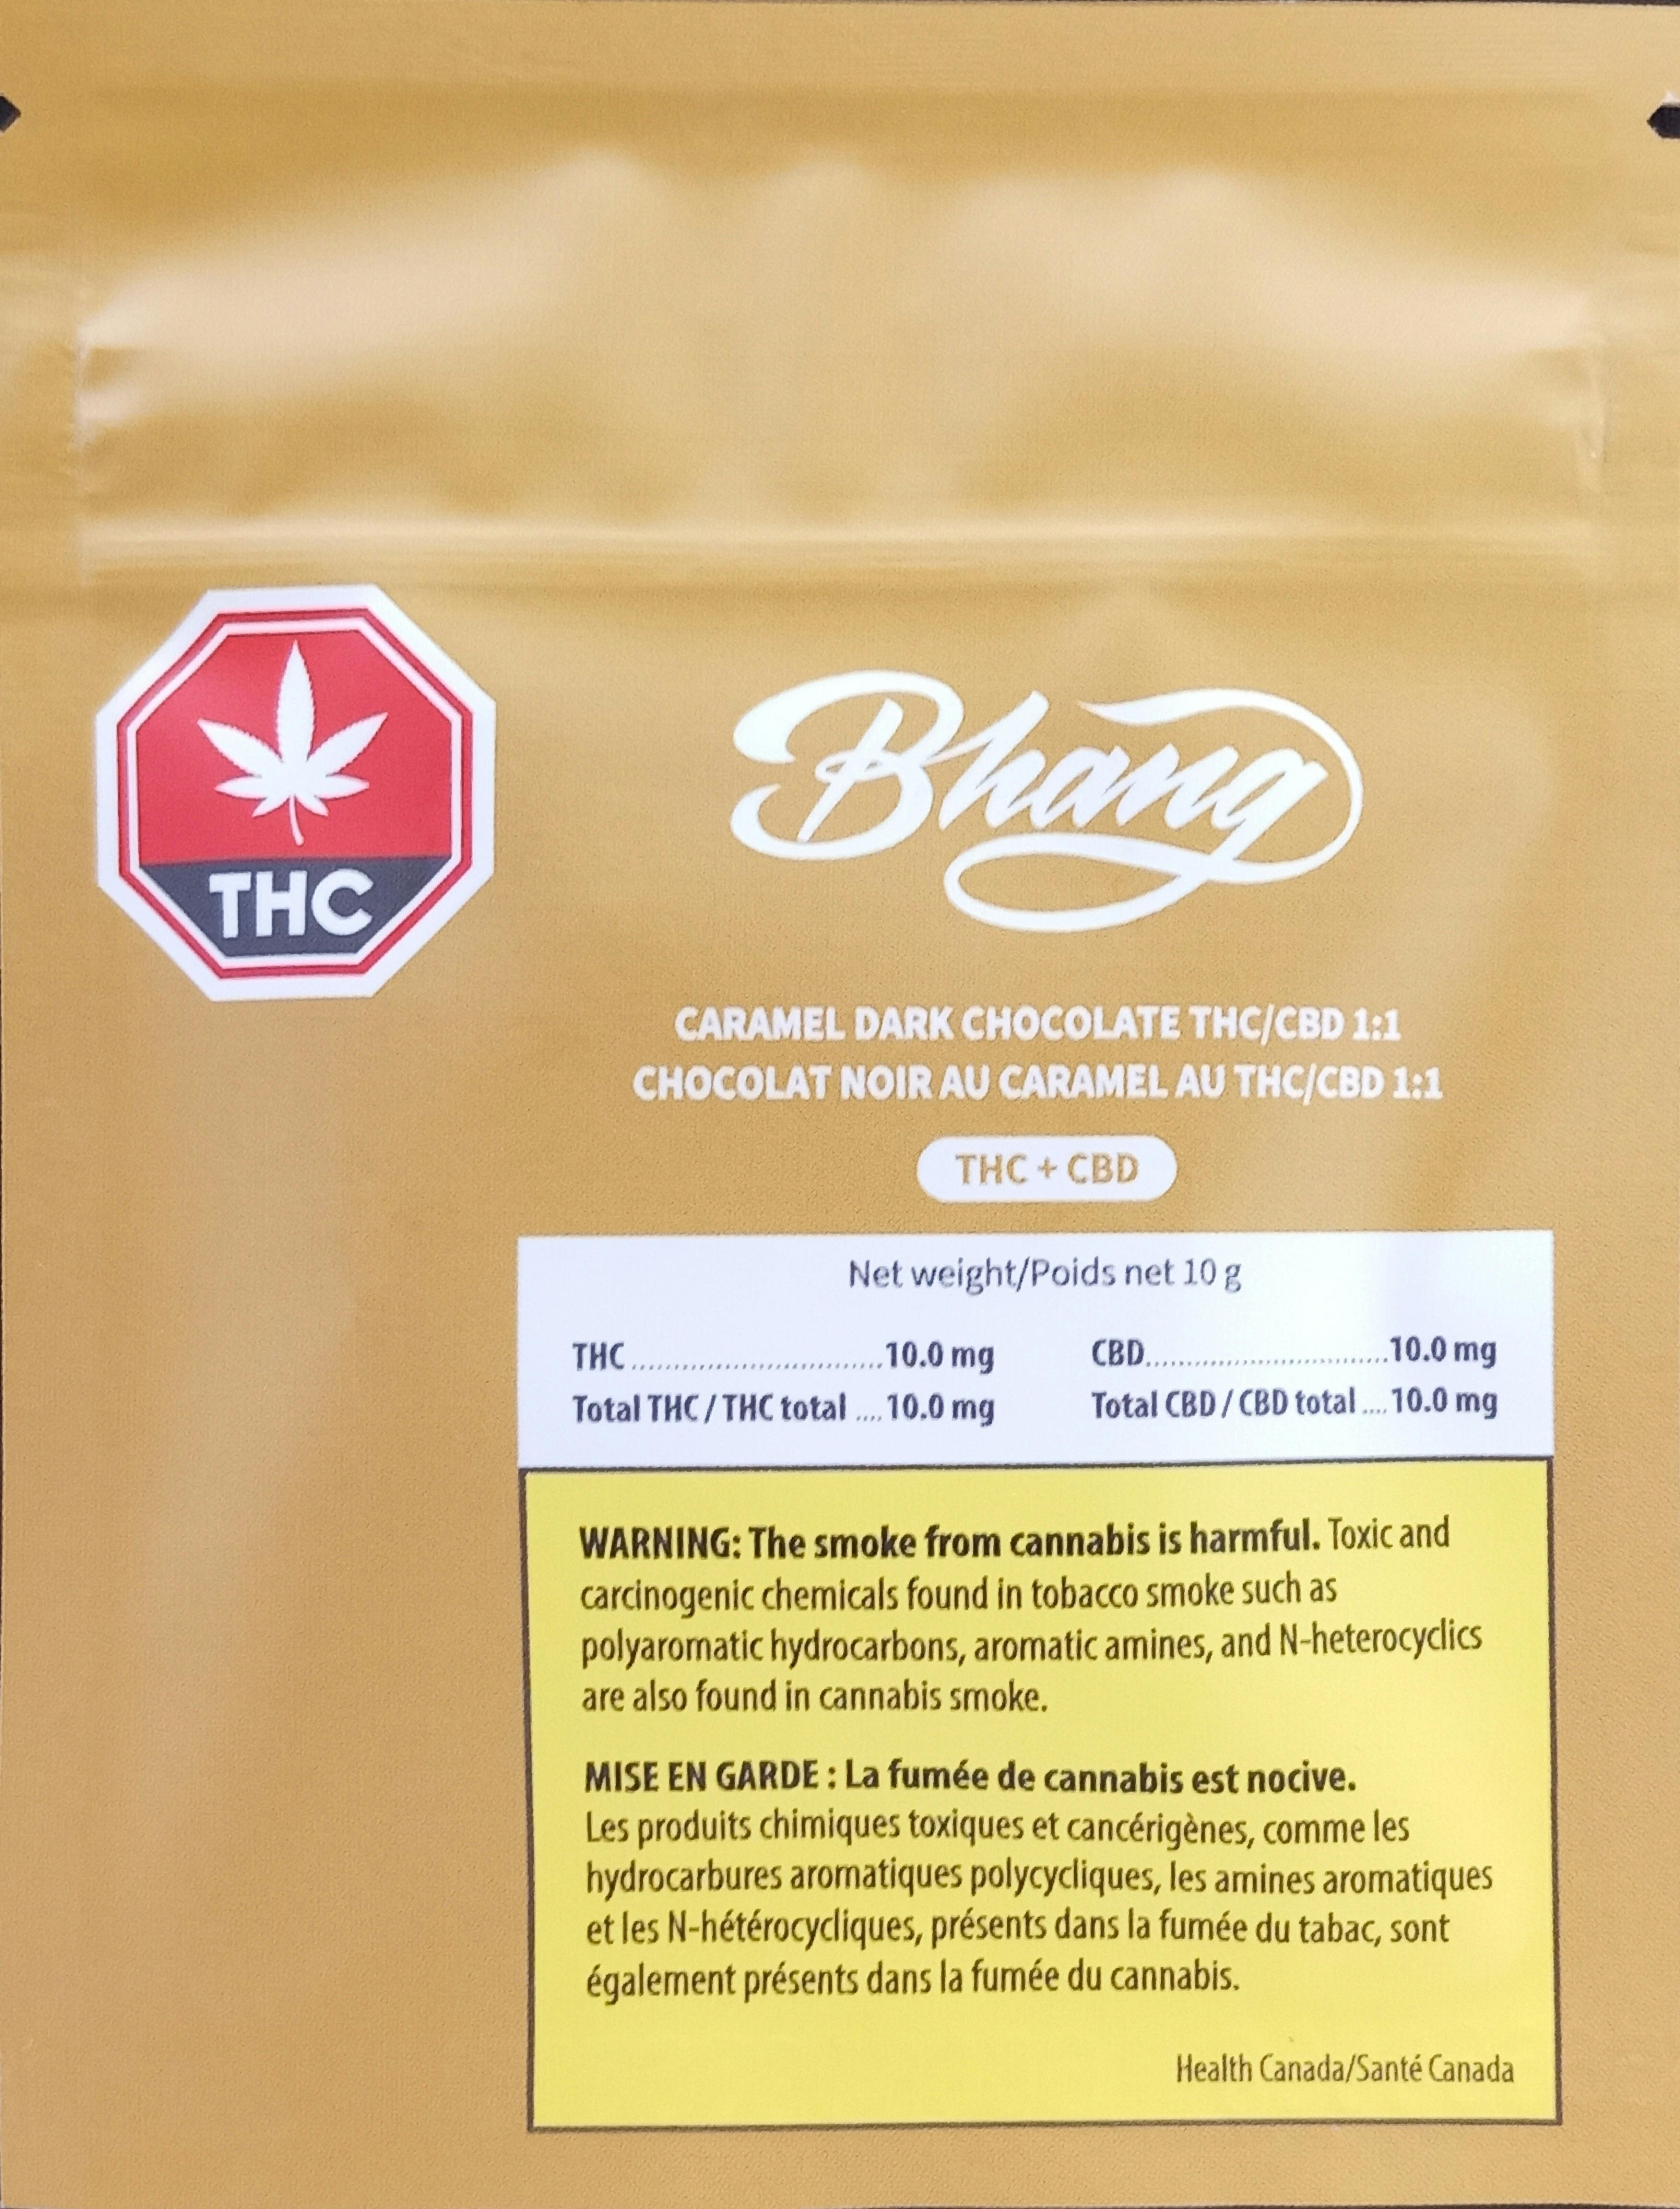 THC
Bhang
CARAMEL DARK CHOCOLATE THC/CBD 1:1
CHOCOLAT NOIR AU CARAMEL AU THC/CBD 1:1
THC + CBD
Net weight/Poids net 10 g
THC..............................10.0 mg
Total THC / THC total ....10.0 mg
CBD..............................10.0 mg
Total CBD / CBD total ....10.0 mg
WARNING: The smoke from cannabis is harmful. Toxic and
carcinogenic chemicals found in tobacco smoke such as
polyaromatic hydrocarbons, aromatic amines, and N-heterocyclics
are also found in cannabis smoke.
MISE EN GARDE : La fumée de cannabis est nocive.
Les produits chimiques toxiques et cancérigènes, comme les
hydrocarbures aromatiques polycycliques, les amines aromatiques
et les N-hétérocycliques, présents dans la fumée du tabac, sont
également présents dans la fumée du cannabis.
Health Canada/Santé Canada